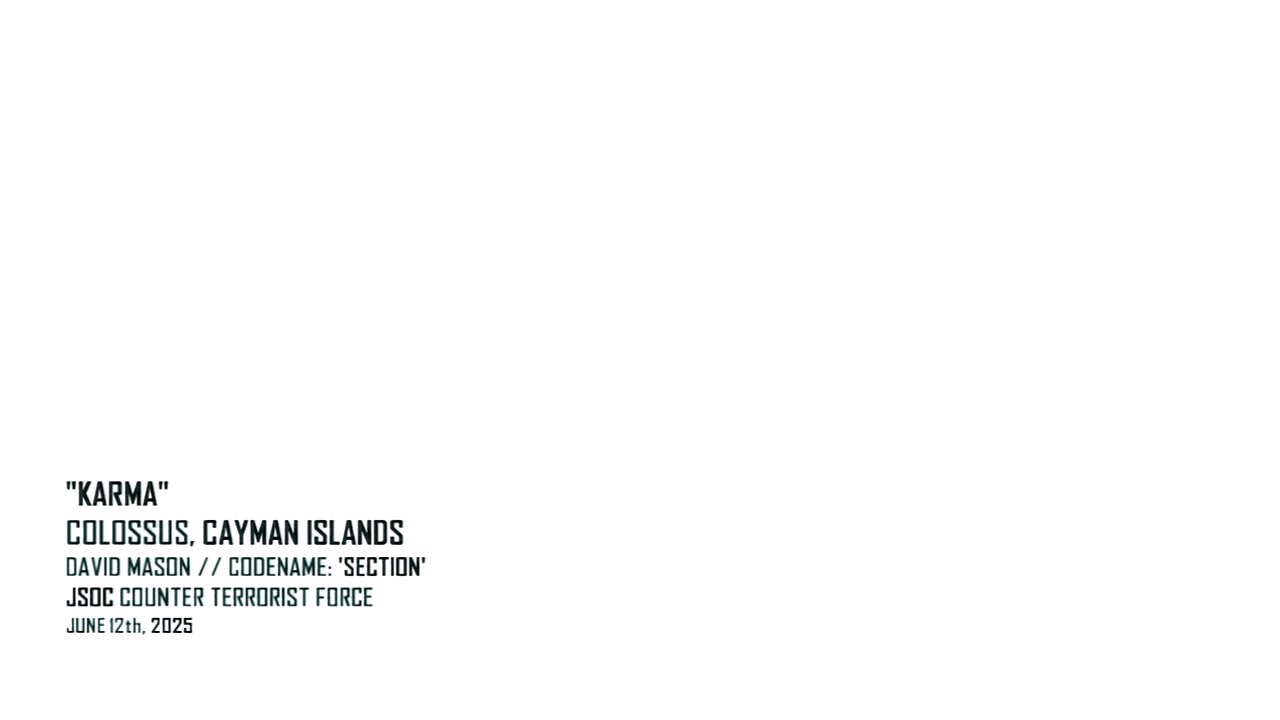 "KARMA"
COLOSSUS, CAYMAN ISLANDS
DAVID MASON // CODENAME: 'SECTION'
JSOC COUNTER TERRORIST FORCE
JUNE 12th, 2025